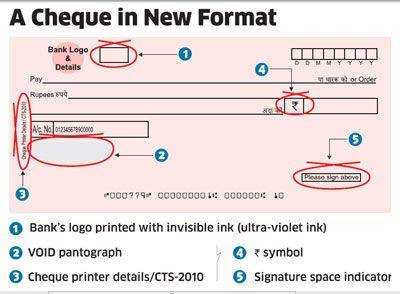 A Cheque in New Format
Bank Logo
& Details
1
D D M M Y Y Y Y
4
Pay या धारक को or Order
Rupees रुपये
अदा करें ₹
Cheque Printer Details / CTS-2010
A/c. No. 012345678900000
5
2
Please sign above
3
1 Bank's logo printed with invisible ink (ultra-violet ink)
2 VOID pantograph
4 ₹ symbol
3 Cheque printer details/CTS-2010
5 Signature space indicator